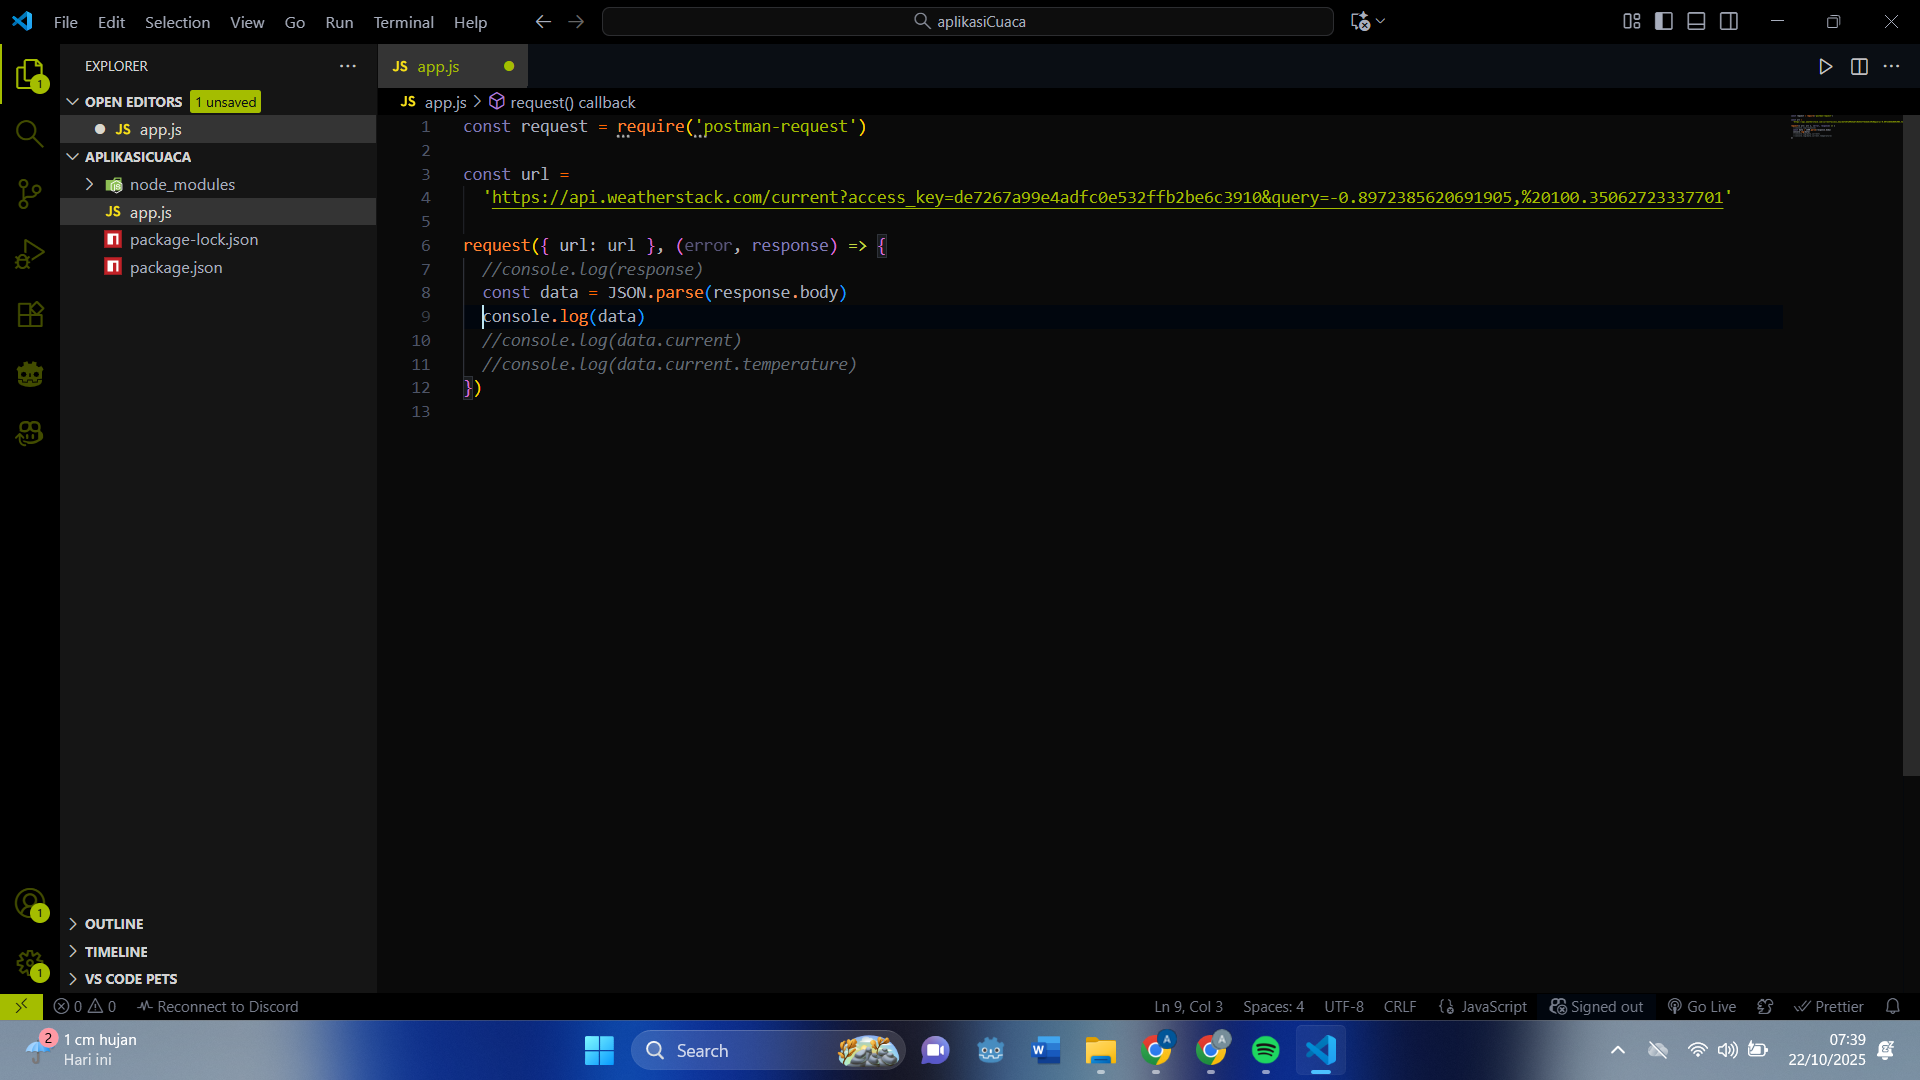 File Edit Selection View Go Run Terminal Help
aplikasiCuaca
EXPLORER
OPEN EDITORS 1 unsaved
JS app.js
APLIKASICUACA
node_modules
JS app.js
package-lock.json
package.json
OUTLINE
TIMELINE
VS CODE PETS
1
1
1
JS app.js
JS app.js > request() callback
1 const request = require('postman-request')
2
3 const url =
4 'https://api.weatherstack.com/current?access_key=de7267a99e4adfc0e532ffb2be6c3910&query=-0.8972385620691905,%20100.35062723337701'
5
6 request({ url: url }, (error, response) => {
7 //console.log(response)
8 const data = JSON.parse(response.body)
9 console.log(data)
10 //console.log(data.current)
11 //console.log(data.current.temperature)
12 })
13
0 0 Reconnect to Discord Ln 9, Col 3 Spaces: 4 UTF-8 CRLF {} JavaScript Signed out Go Live Prettier
2 1 cm hujan
Hari ini
Search
W
A
A
07:39
22/10/2025